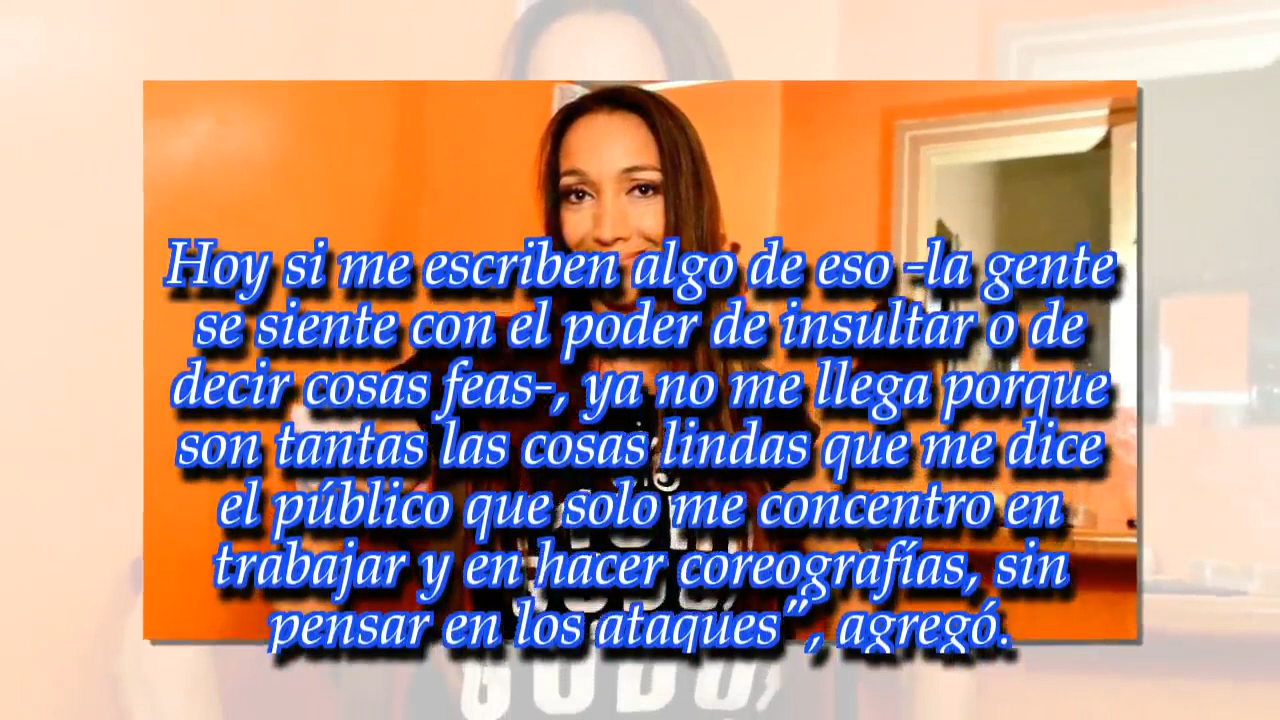 Hoy si me escriben algo de eso -la gente
se siente con el poder de insultar o de
decir cosas feas-, ya no me llega porque
son tantas las cosas lindas que me dice
el público que solo me concentro en
trabajar y en hacer coreografías, sin
pensar en los ataques”, agregó.